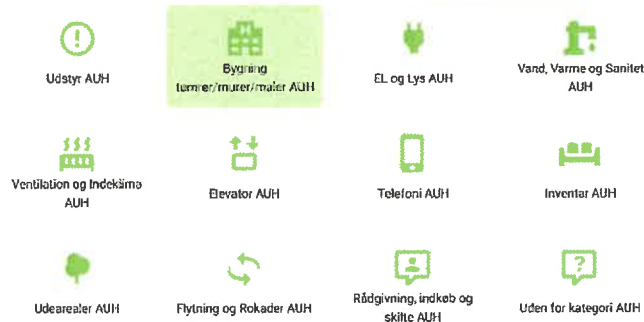 Udstyr AUH
Bygning
tømrer/murer/maler AUH
EL og Lys AUH
Vand, Varme og Sanitet
AUH
Ventilation og Indeklima
AUH
Elevator AUH
Telefoni AUH
Inventar AUH
Udearealer AUH
Flytning og Rokader AUH
Rådgivning, indkøb og
skilte AUH
Uden for kategori AUH